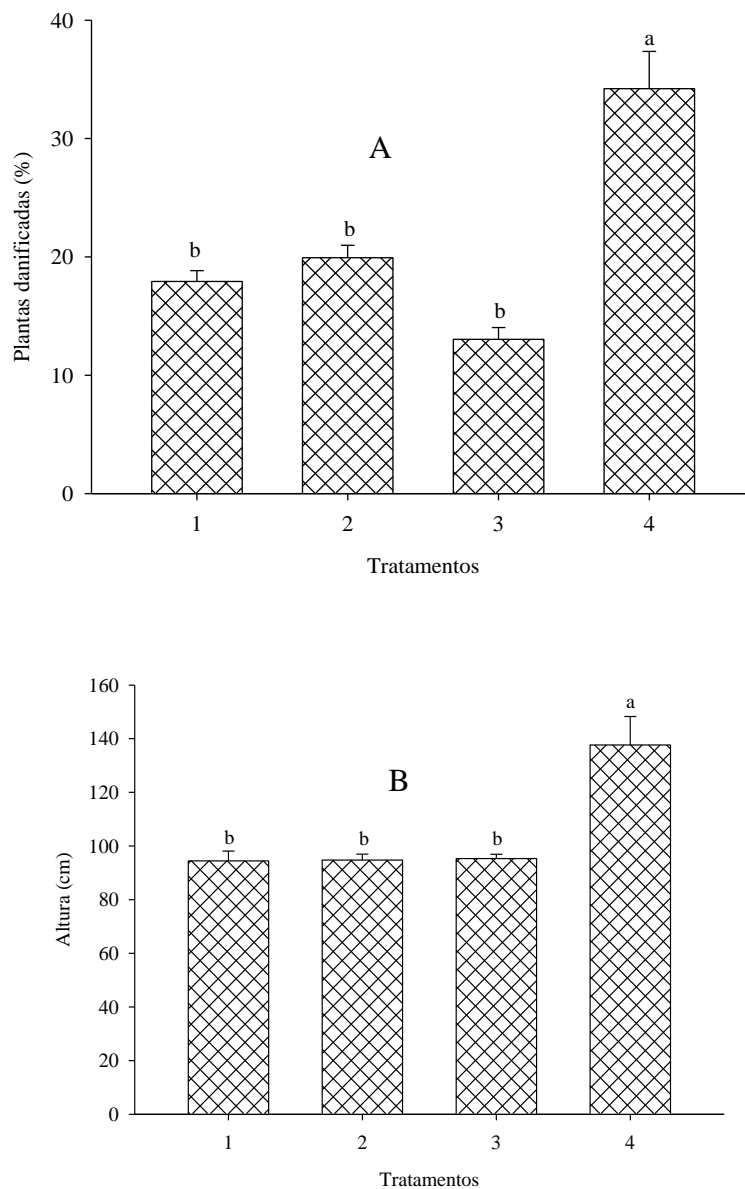 40
a
30
A
Plantas danificadas (%)
b
b
20
b
10
0
1 2 3 4
Tratamentos
160
a
140
120
B
b b b
100
Altura (cm)
80
60
40
20
0
1 2 3 4
Tratamentos